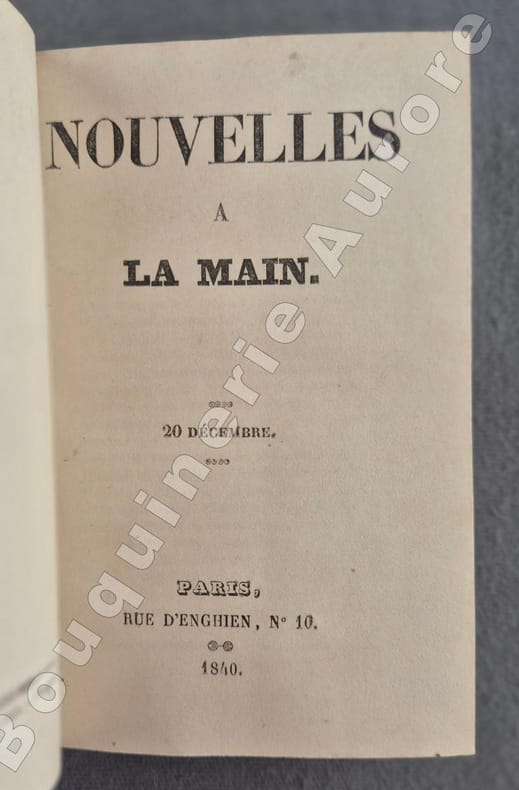 NOUVELLES
A
LA MAIN.
20 DÉCEMBRE.
PARIS,
RUE D'ENGHIEN, N° 10.
1840.
Bouquinerie Aurore